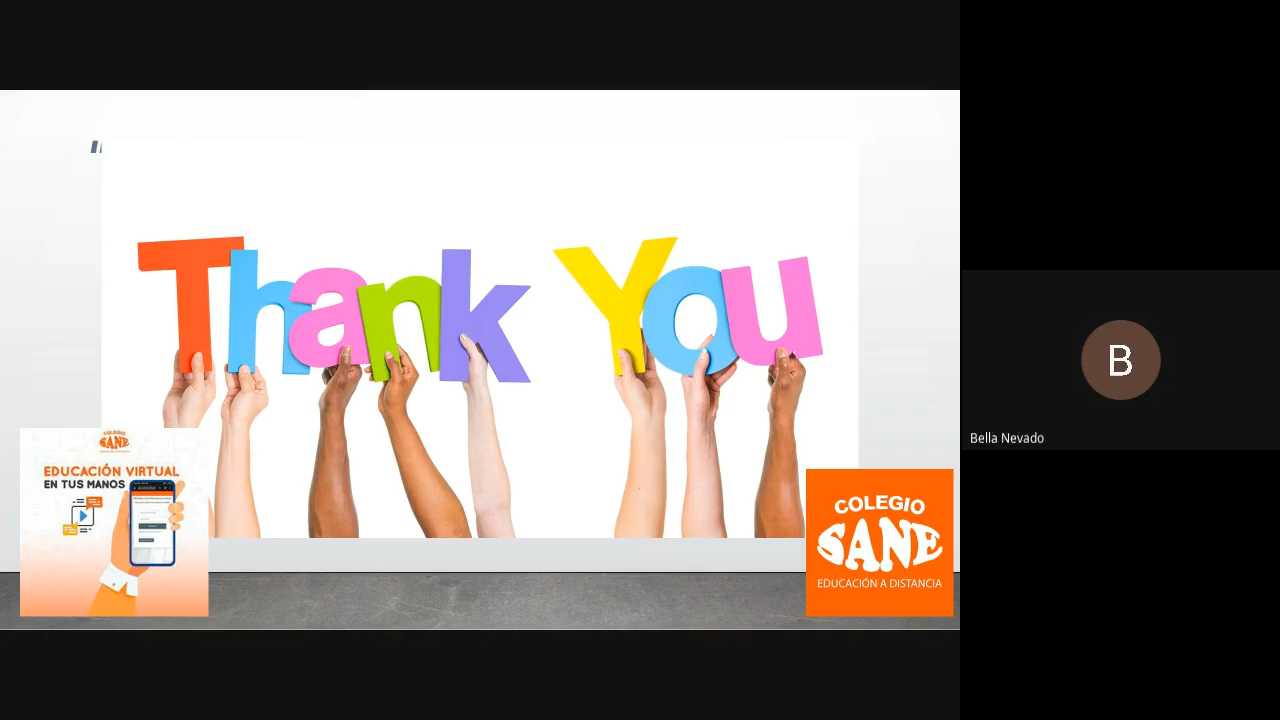 Thank You
COLEGIO
SANE
EDUCACIÓN VIRTUAL
EN TUS MANOS
COLEGIO
SANE
EDUCACIÓN A DISTANCIA
B
Bella Nevado